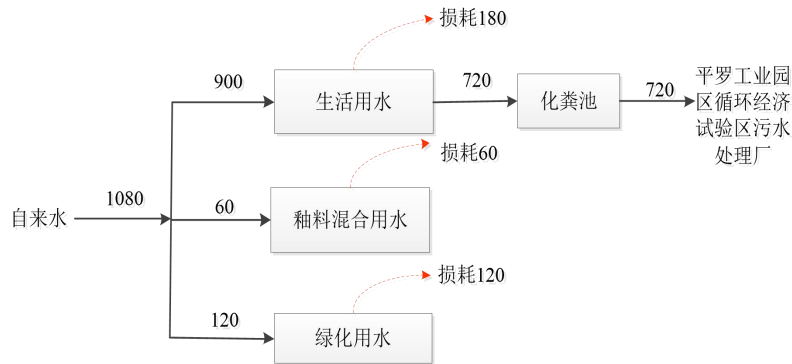 损耗180
900
生活用水
720
化粪池
720
平罗工业园
区循环经济
试验区污水
处理厂
损耗60
自来水
1080
60
釉料混合用水
损耗120
120
绿化用水